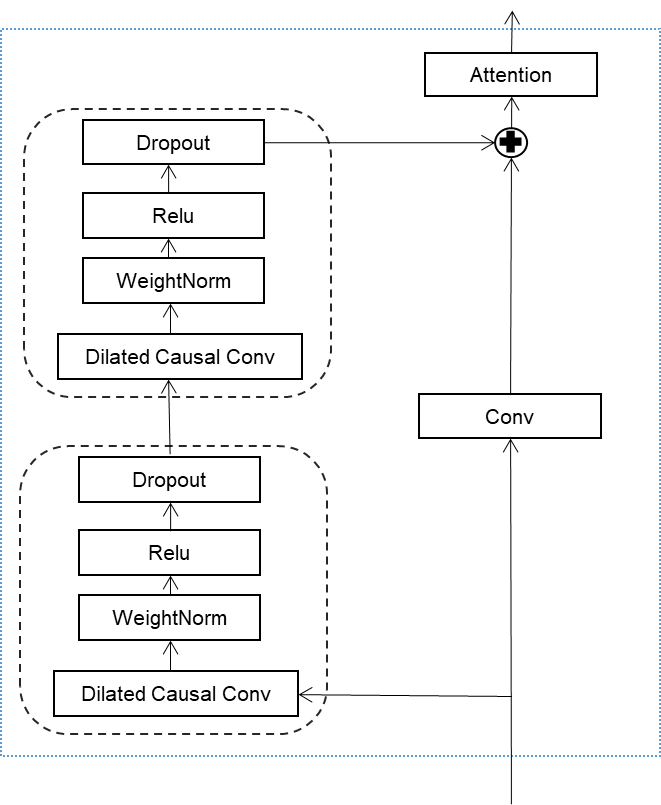 Attention
Dropout
Relu
WeightNorm
Dilated Causal Conv
Conv
Dropout
Relu
WeightNorm
Dilated Causal Conv